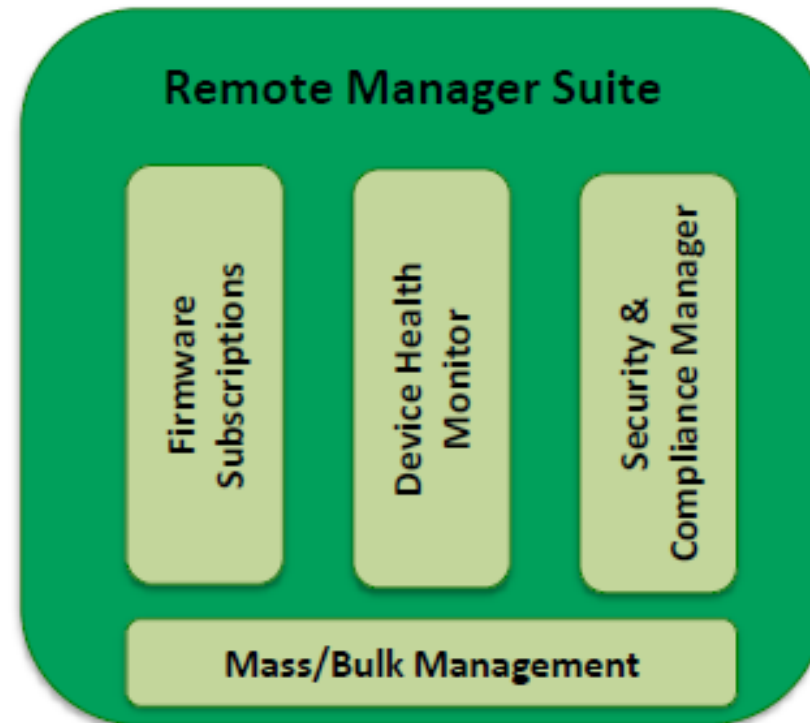 Remote Manager Suite
Firmware
Subscriptions
Device Health
Monitor
Security &
Compliance Manager
Mass/Bulk Management